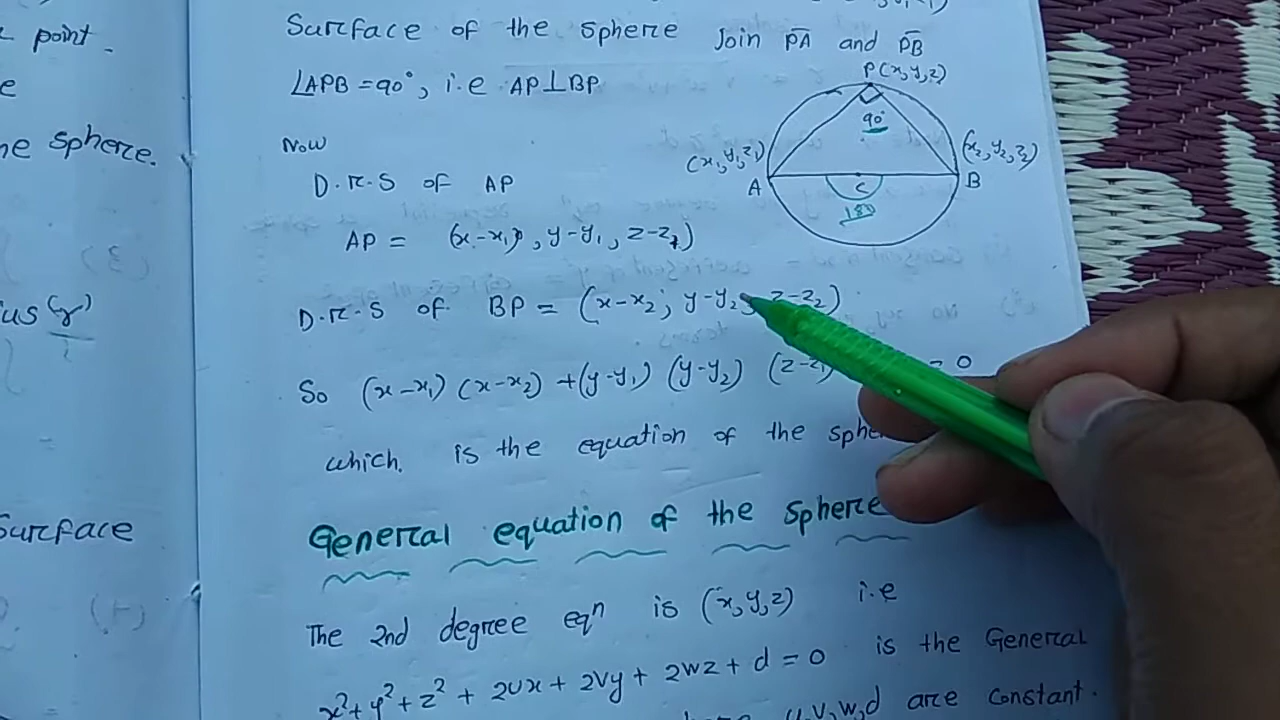 e point.
e
he sphere.
us(r)
Surface
Surface of the sphere Join PA and PB
∠APB = 90°, i.e AP⊥BP
P(x,y,z)
90°
(x₁,y₁,z₁)
(x₂,y₂,z₂)
A
C
B
180
Now
D.R.S of AP
AP = (x-x₁), y-y₁, z-z₁)
D.R.S of BP = (x-x₂, y-y₂, z-z₂)
So (x-x₁) (x-x₂) +(y-y₁) (y-y₂) (z-z₁) = 0
which. is the equation of the sphe
General equation of the sphere
The 2nd degree eqⁿ is (x,y,z) i.e
x²+y²+z² + 2ux + 2vy + 2wz + d = 0 is the General
u,v,w,d are constant.